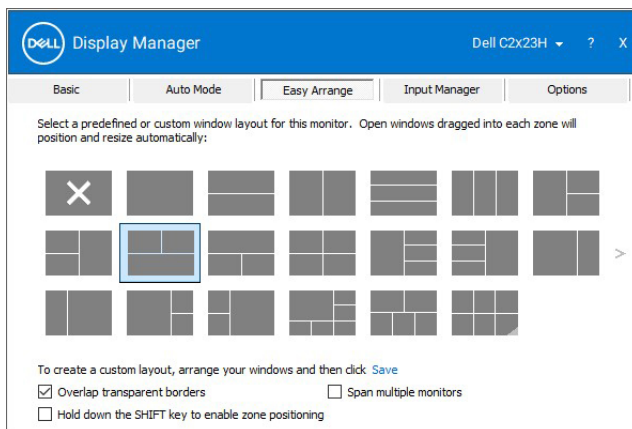 DELL Display Manager Dell C2x23H ? X
Basic Auto Mode Easy Arrange Input Manager Options
Select a predefined or custom window layout for this monitor. Open windows dragged into each zone will
position and resize automatically:
>
To create a custom layout, arrange your windows and then click Save
Overlap transparent borders Span multiple monitors
Hold down the SHIFT key to enable zone positioning